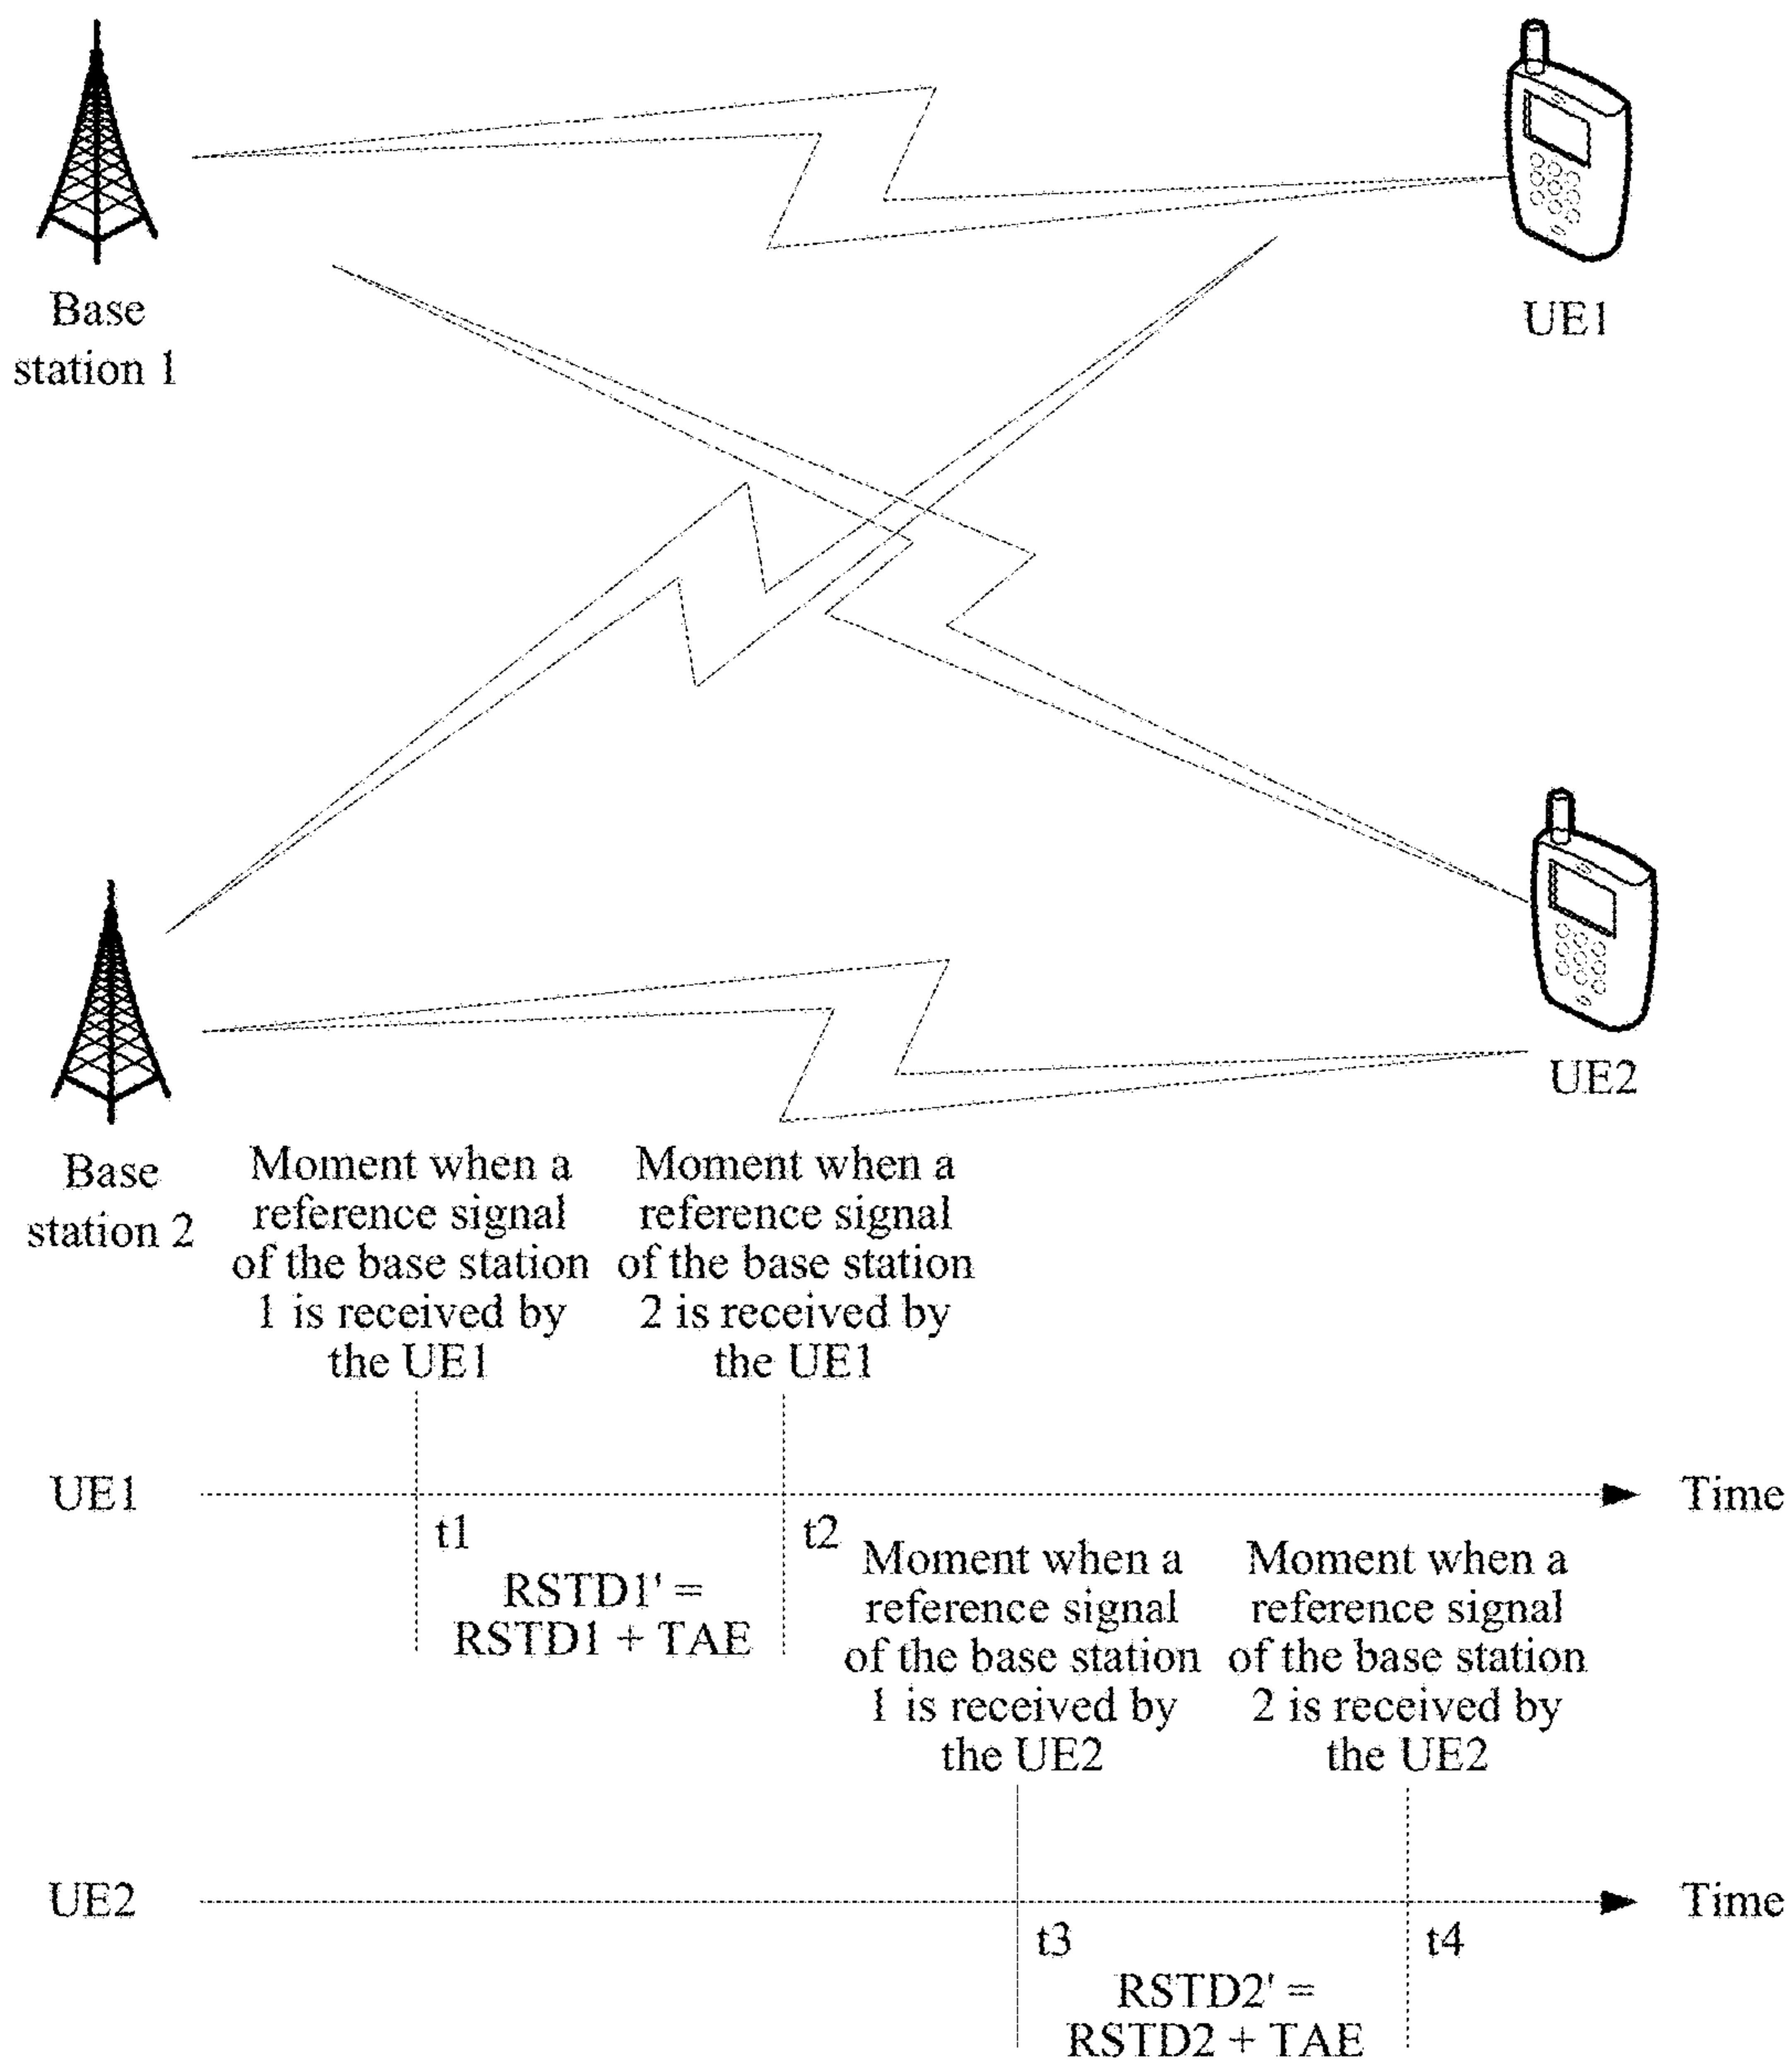 Base
station 1
UE1
UE2
Base
station 2
Moment when a
reference signal
of the base station
1 is received by
the UE1
Moment when a
reference signal
of the base station
2 is received by
the UE1
UE1
Time
t1
t2
RSTD1' =
RSTD1 + TAE
Moment when a
reference signal
of the base station
1 is received by
the UE2
Moment when a
reference signal
of the base station
2 is received by
the UE2
UE2
Time
t3
t4
RSTD2' =
RSTD2 + TAE